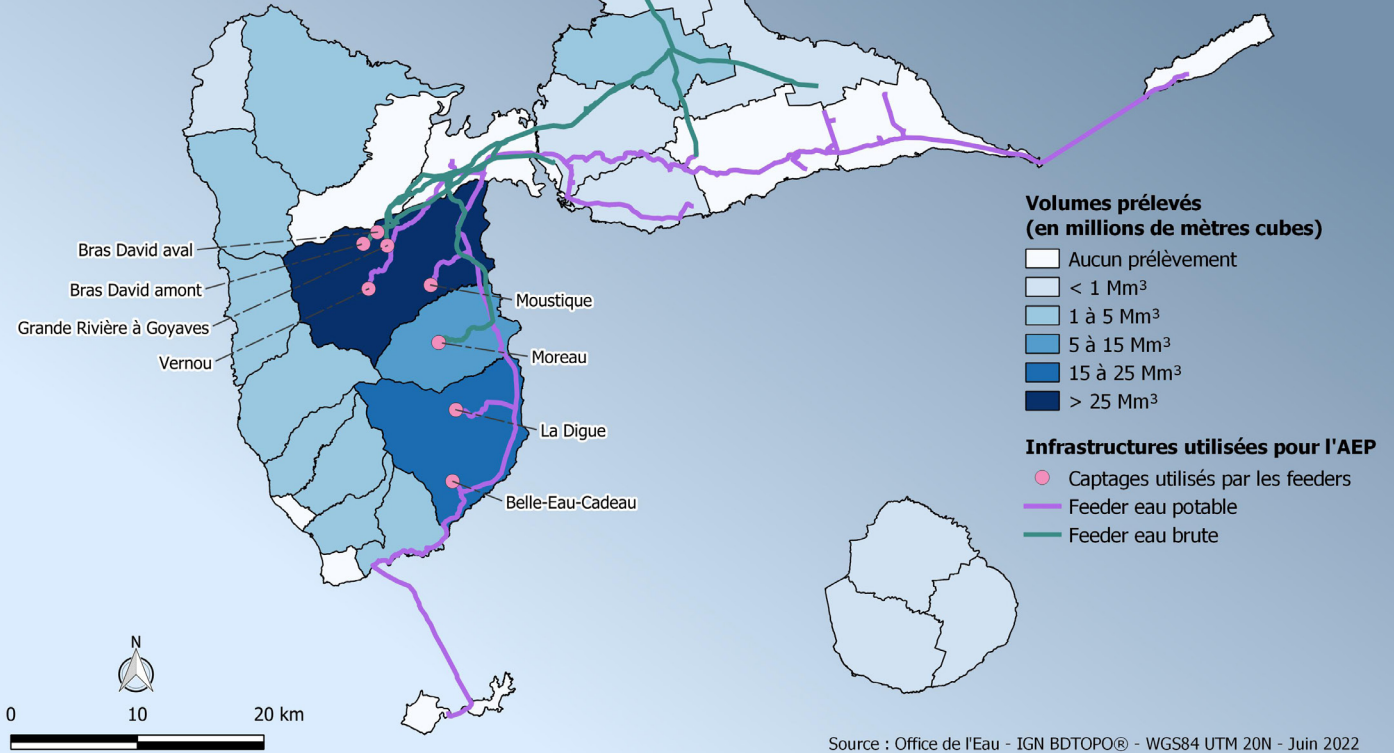 Bras David aval
Bras David amont
Grande Rivière à Goyaves
Vernou
Moustique
Moreau
La Digue
Belle-Eau-Cadeau
Volumes prélevés
(en millions de mètres cubes)
Aucun prélèvement
< 1 Mm³
1 à 5 Mm³
5 à 15 Mm³
15 à 25 Mm³
> 25 Mm³
Infrastructures utilisées pour l'AEP
Captages utilisés par les feeders
Feeder eau potable
Feeder eau brute
N
0 10 20 km
Source : Office de l'Eau - IGN BDTOPO® - WGS84 UTM 20N - Juin 2022